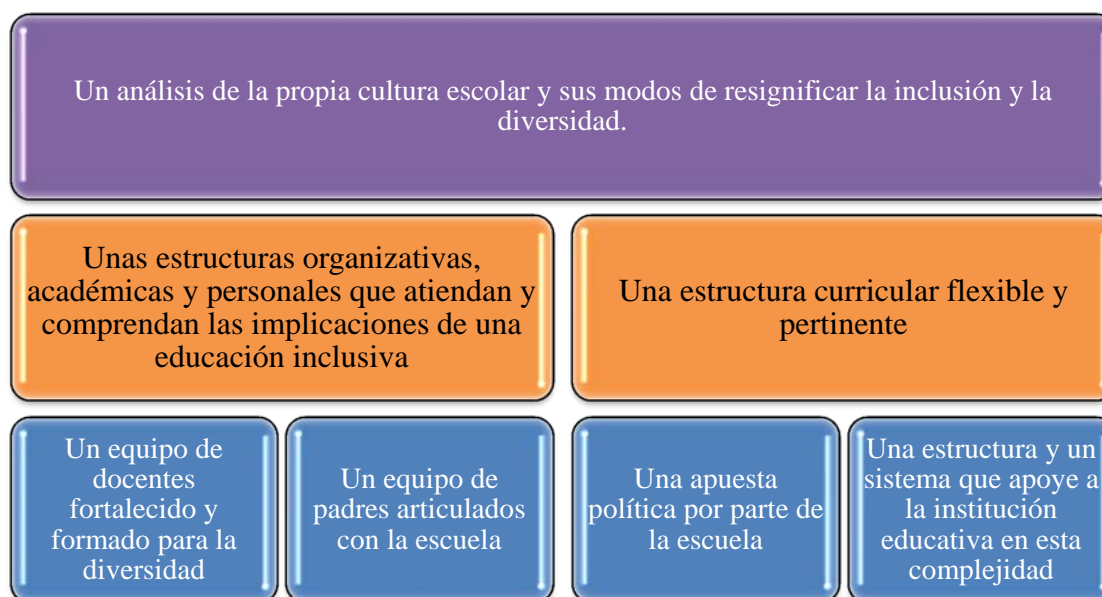 Un análisis de la propia cultura escolar y sus modos de resignificar la inclusión y la
diversidad.
Unas estructuras organizativas,
académicas y personales que atiendan y
comprendan las implicaciones de una
educación inclusiva
Una estructura curricular flexible y
pertinente
Un equipo de
docentes
fortalecido y
formado para la
diversidad
Un equipo de
padres articulados
con la escuela
Una apuesta
política por parte de
la escuela
Una estructura y un
sistema que apoye a
la institución
educativa en esta
complejidad